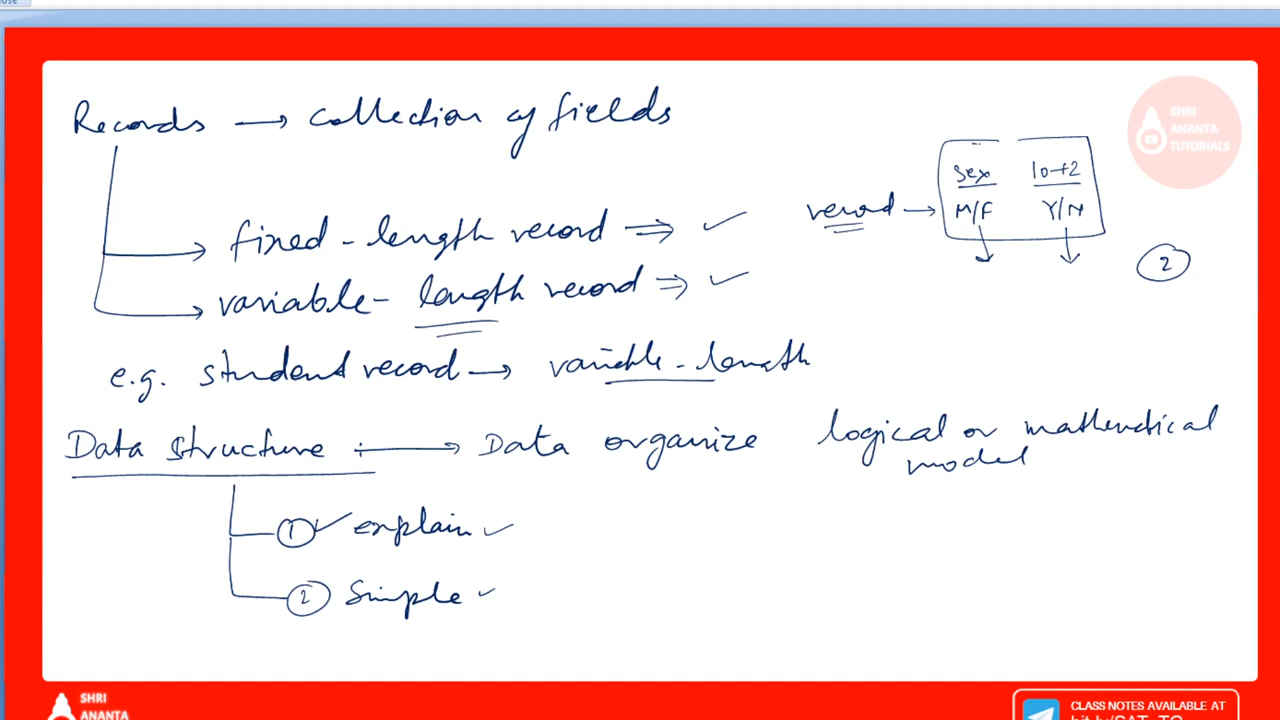 ose
SHRI
ANANTA
TUTORIALS
Records → collection of fields
sex 10+2
record → M/F Y/N
fixed-length record ⇒ ✓
2
variable-length record ⇒ ✓
e.g. student record → variable-length
Data structure :→ Data organize logical or mathematical
model
1 ✓ explain ✓
2 Simple ✓
SHRI
ANANTA
CLASS NOTES AVAILABLE AT